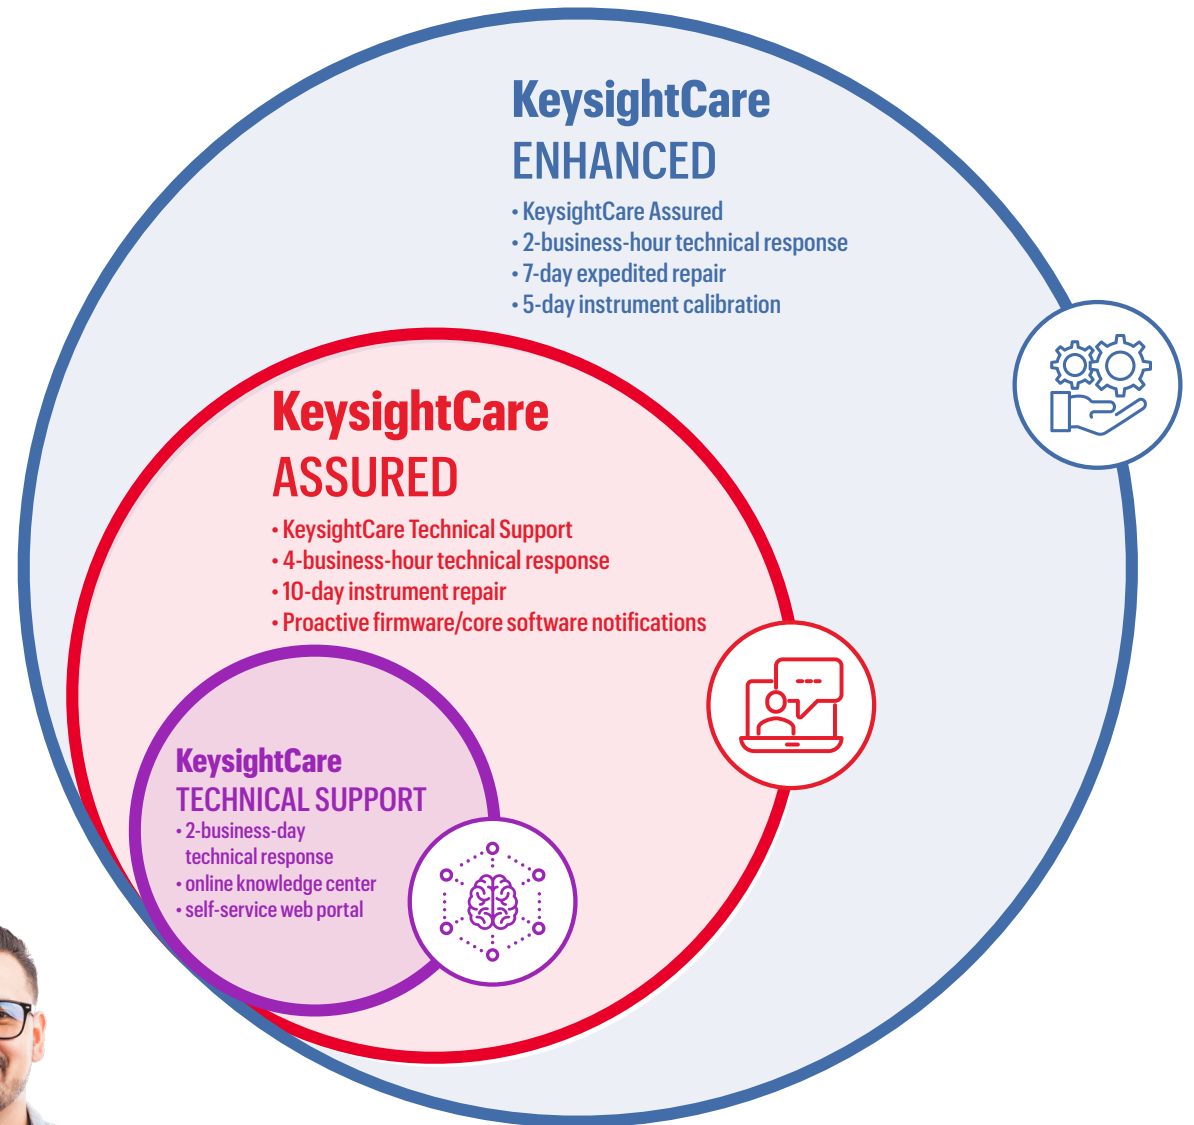 KeysightCare
ENHANCED
• KeysightCare Assured
• 2-business-hour technical response
• 7-day expedited repair
• 5-day instrument calibration
KeysightCare
ASSURED
• KeysightCare Technical Support
• 4-business-hour technical response
• 10-day instrument repair
• Proactive firmware/core software notifications
KeysightCare
TECHNICAL SUPPORT
• 2-business-day
technical response
• online knowledge center
• self-service web portal